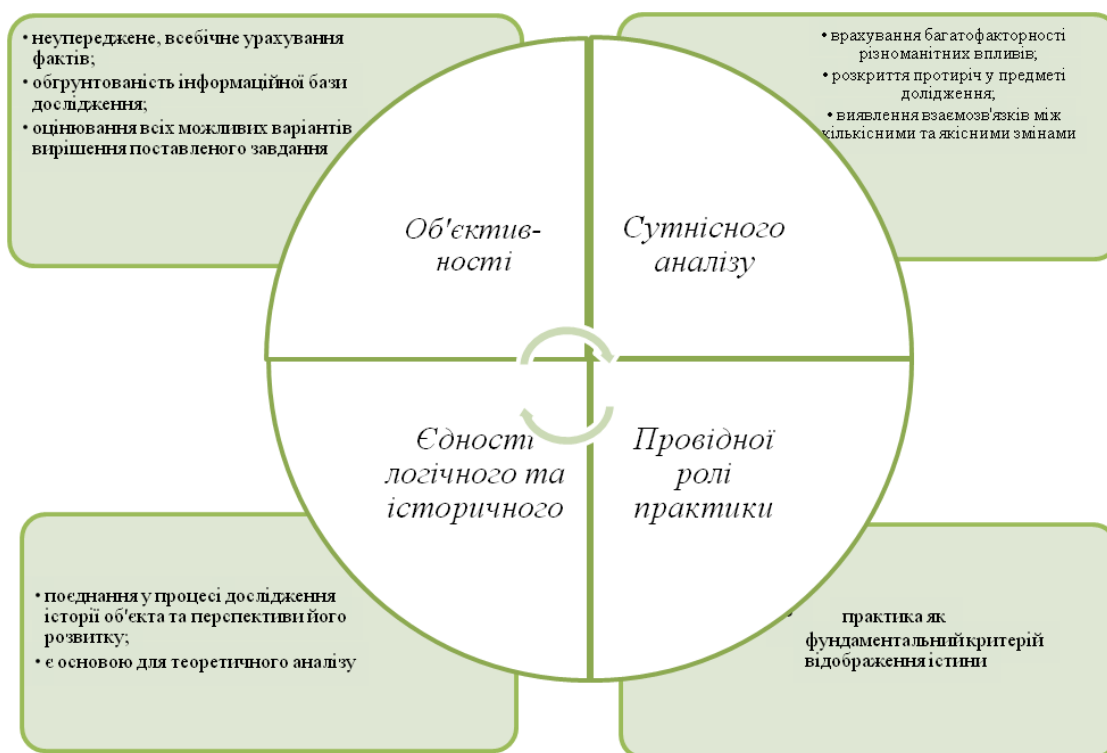 • неупереджене, всебічне урахування
фактів;
• обгрунтованість інформаційної бази
дослідження;
• оцінювання всіх можливих варіантів
вирішення поставленого завдання
• врахування багатофакторності
різноманітних впливів;
• розкриття протиріч у предметі
долідження;
• виявлення взаємозв'язків між
кількісними та якісними змінами
Об'єктив-
ності
Сутнісного
аналізу
Єдності
логічного та
історичного
Провідної
ролі
практики
• поєднання у процесі дослідження
історії об'єкта та перспективи його
розвитку;
• є основою для теоретичного аналізу
• практика як
фундаментальний критерій
відображення істини